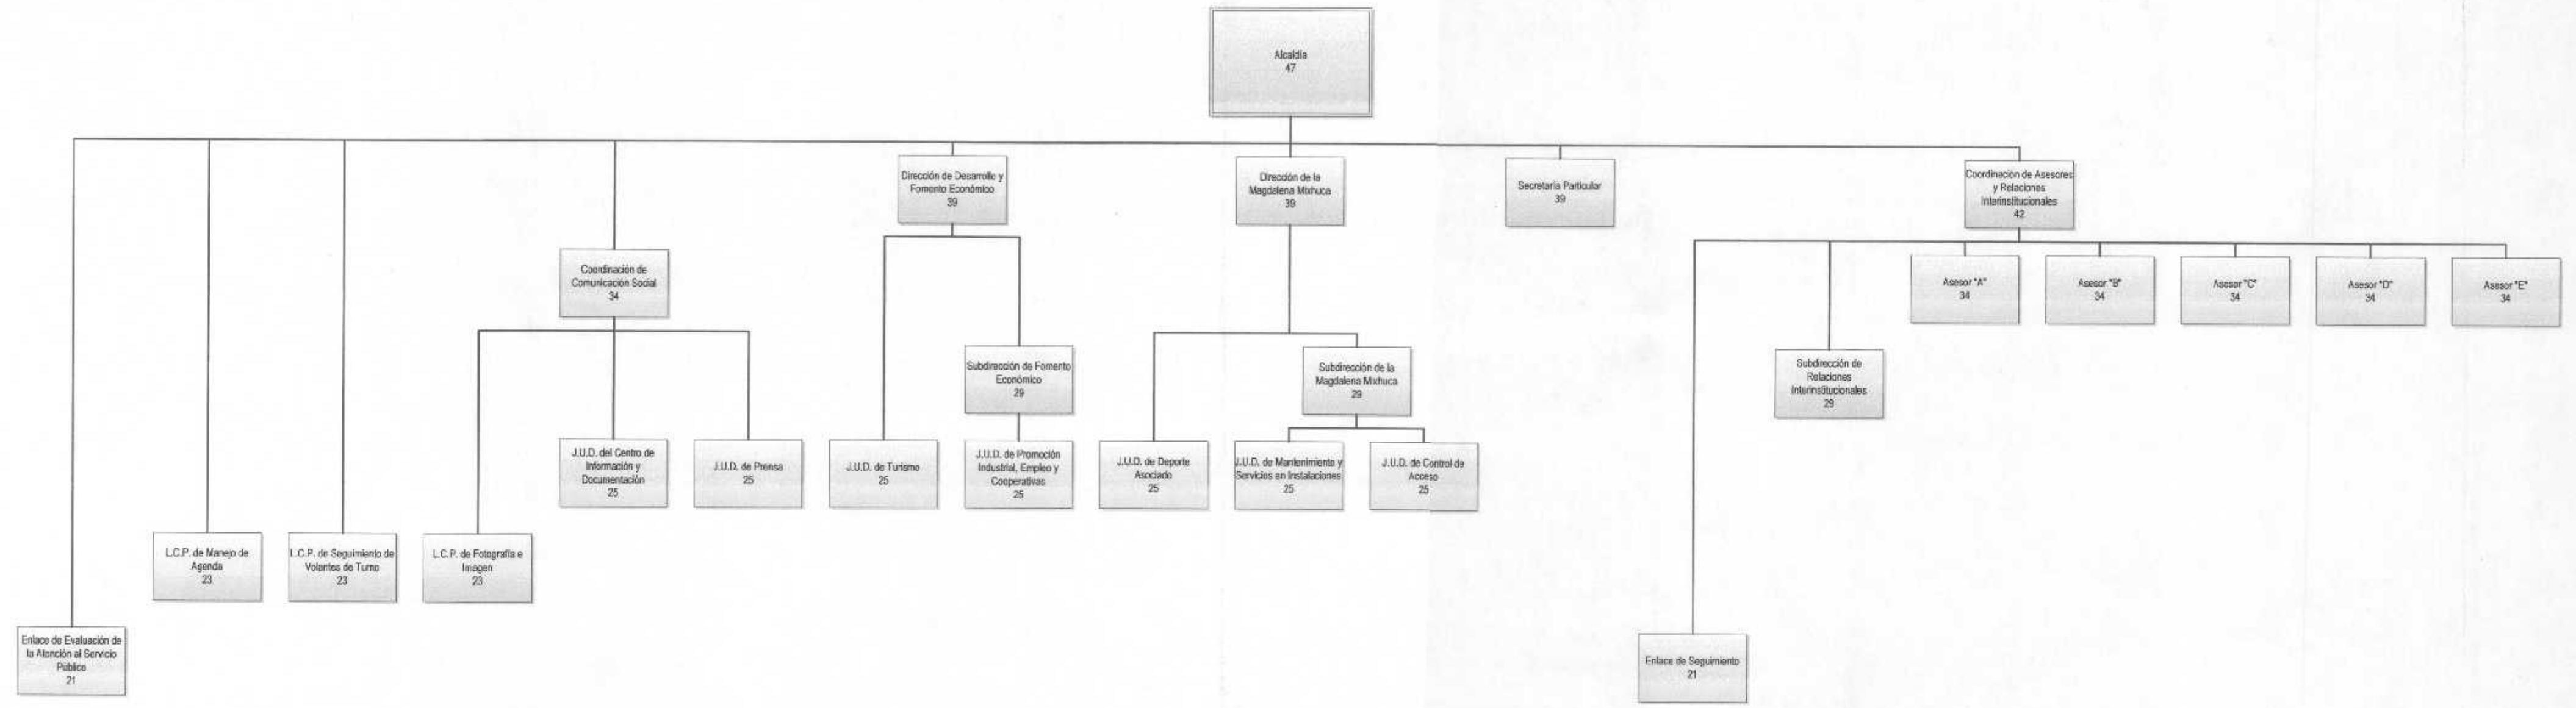 Alcaldía
47
Dirección de Desarrollo y
Fomento Económico
39
Dirección de la
Magdalena Mixhuca
39
Secretaría Particular
39
Coordinación de Asesores
y Relaciones
Interinstitucionales
42
Coordinación de
Comunicación Social
34
Asesor "A"
34
Asesor "B"
34
Asesor "C"
34
Asesor "D"
34
Asesor "E"
34
Subdirección de Fomento
Económico
29
Subdirección de la
Magdalena Mixhuca
29
Subdirección de
Relaciones
Interinstitucionales
29
J.U.D. del Centro de
Información y
Documentación
25
J.U.D. de Prensa
25
J.U.D. de Turismo
25
J.U.D. de Promoción
Industrial, Empleo y
Cooperativas
25
J.U.D. de Deporte
Asociado
25
J.U.D. de Mantenimiento y
Servicios en Instalaciones
25
J.U.D. de Control de
Acceso
25
L.C.P. de Manejo de
Agenda
23
L.C.P. de Seguimiento de
Volantes de Turno
23
L.C.P. de Fotografía e
Imagen
23
Enlace de Evaluación de
la Atención al Servicio
Público
21
Enlace de Seguimiento
21